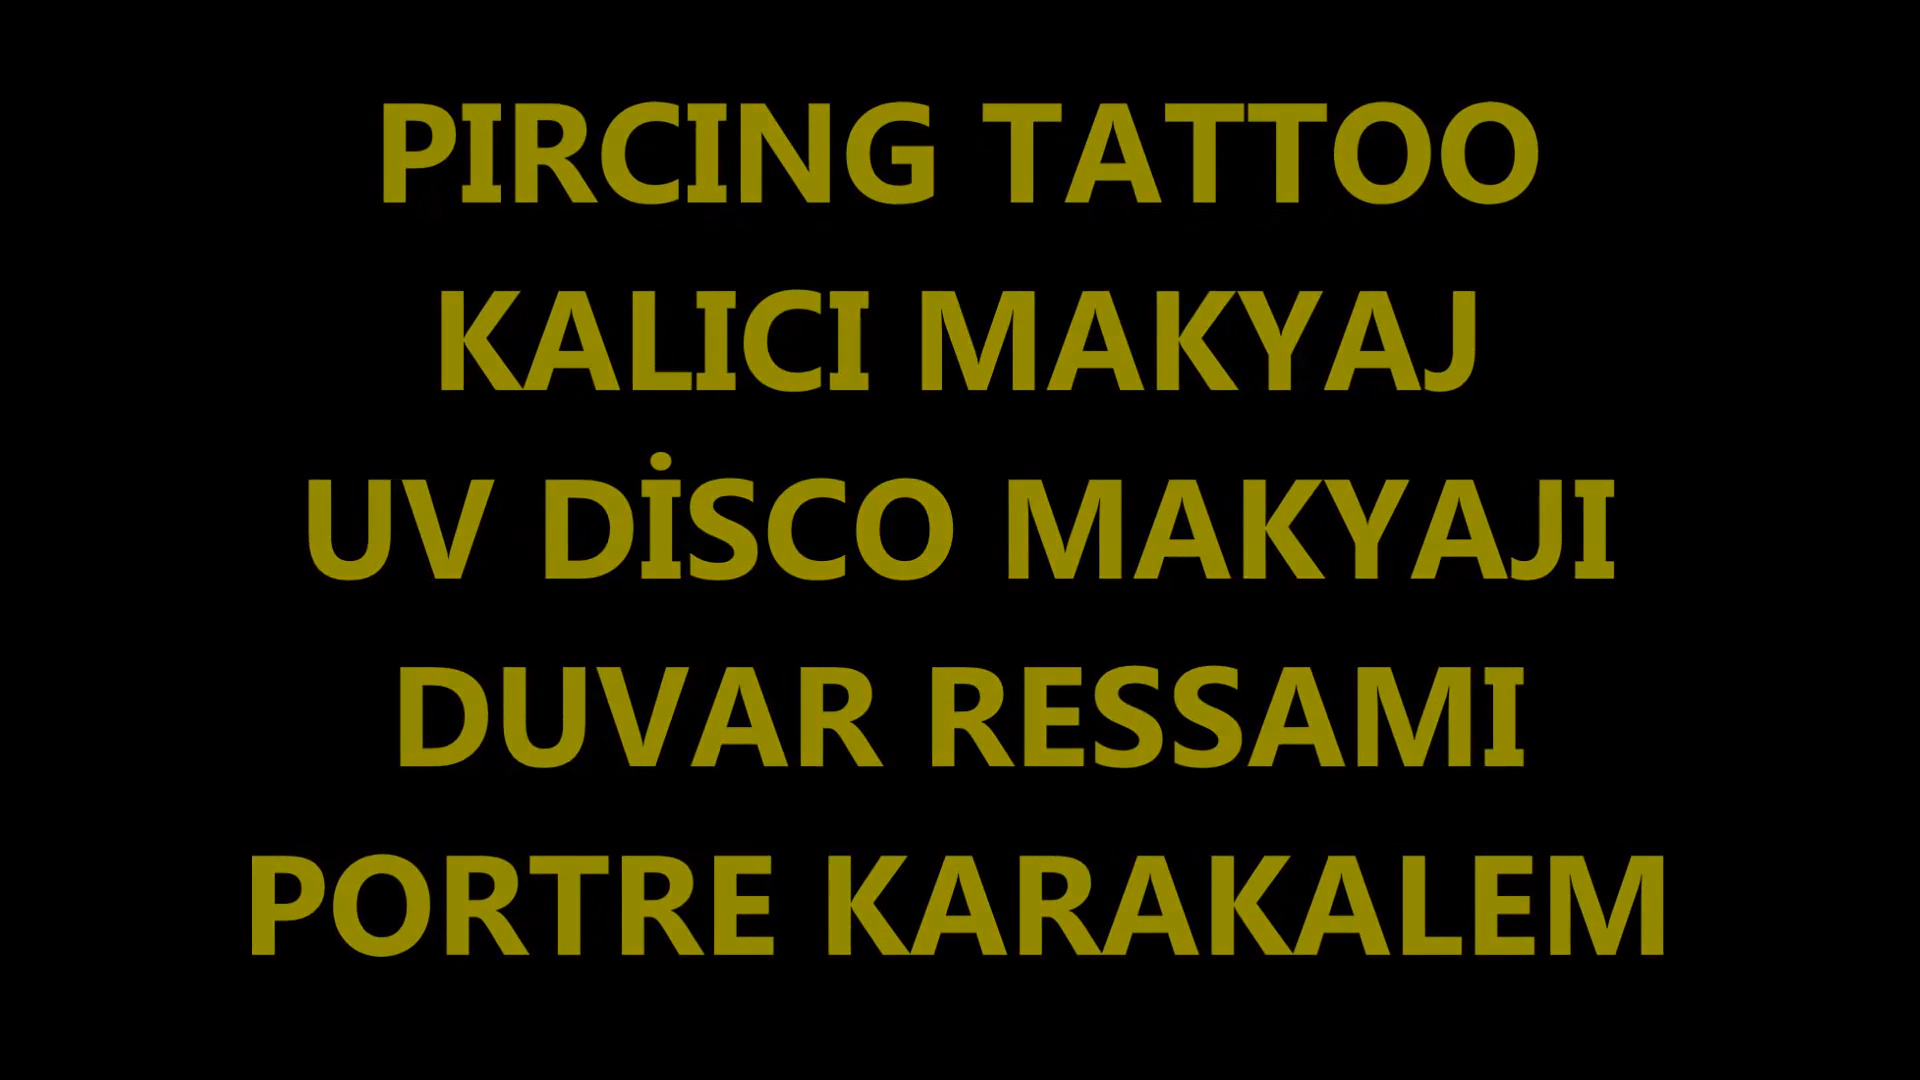 PIRCING TATTOO
KALICI MAKYAJ
UV DİSCO MAKYAJI
DUVAR RESSAMI
PORTRE KARAKALEM